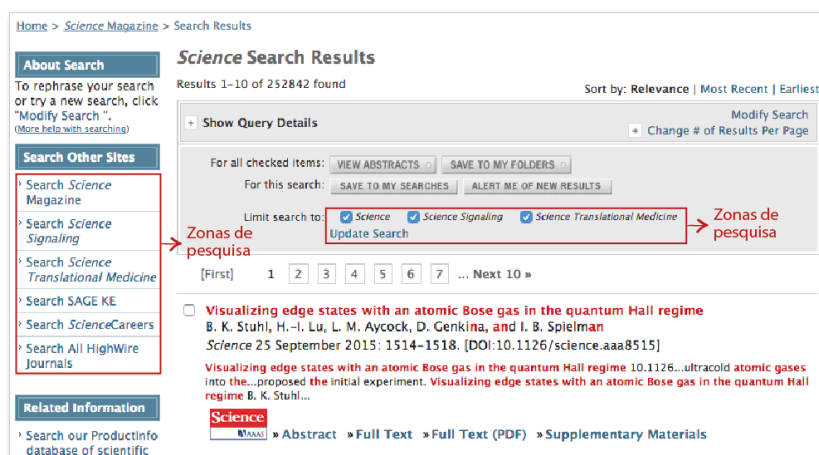 Home > Science Magazine > Search Results
About Search
To rephrase your search
or try a new search, click
"Modify Search ".
(More help with searching)
Search Other Sites
Search Science
Magazine
Search Science
Signaling
Search Science
Translational Medicine
Search SAGE KE
Search ScienceCareers
Search All HighWire
Journals
Zonas de
pesquisa
Related Information
Search our ProductInfo
database of scientific
Science Search Results
Results 1-10 of 252842 found
Sort by: Relevance | Most Recent | Earliest
+ Show Query Details
Modify Search
+ Change # of Results Per Page
For all checked items: VIEW ABSTRACTS SAVE TO MY FOLDERS
For this search: SAVE TO MY SEARCHES ALERT ME OF NEW RESULTS
Limit search to: Science Science Signaling Science Translational Medicine
Update Search
Zonas de
pesquisa
[First] 1 2 3 4 5 6 7 ... Next 10 »
Visualizing edge states with an atomic Bose gas in the quantum Hall regime
B. K. Stuhl, H.-I. Lu, L. M. Aycock, D. Genkina, and I. B. Spielman
Science 25 September 2015: 1514-1518. [DOI:10.1126/science.aaa8515]
Visualizing edge states with an atomic Bose gas in the quantum Hall regime 10.1126...ultracold atomic gases
into the...proposed the initial experiment. Visualizing edge states with an atomic Bose gas in the quantum Hall
regime B. K. Stuhl...
Science
AAAS » Abstract » Full Text » Full Text (PDF) » Supplementary Materials